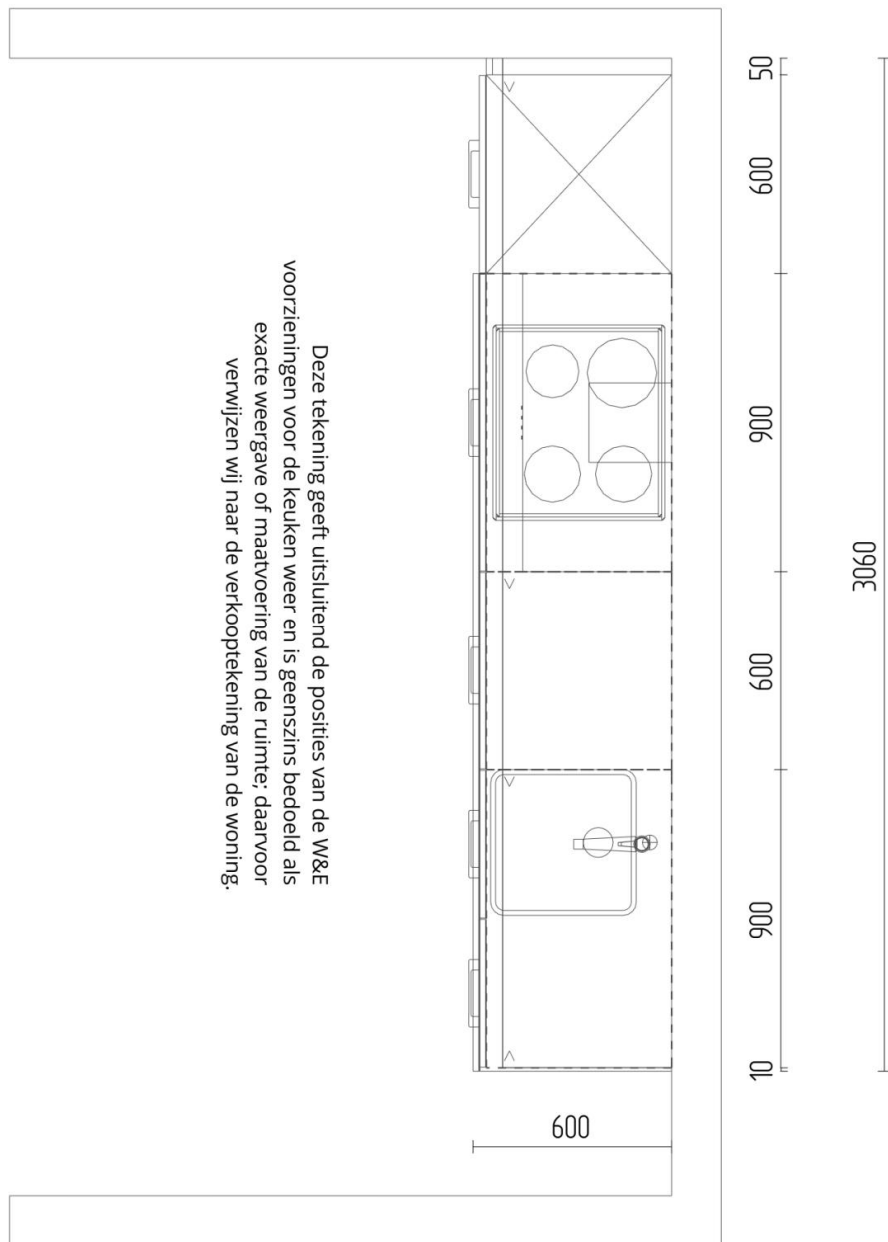 50
600
900
600
900
10
3060
600
Deze tekening geeft uitsluitend de posities van de W&E
voorzieningen voor de keuken weer en is geenszins bedoeld als
exacte weergave of maatvoering van de ruimte; daarvoor
verwijzen wij naar de verkooptekening van de woning.